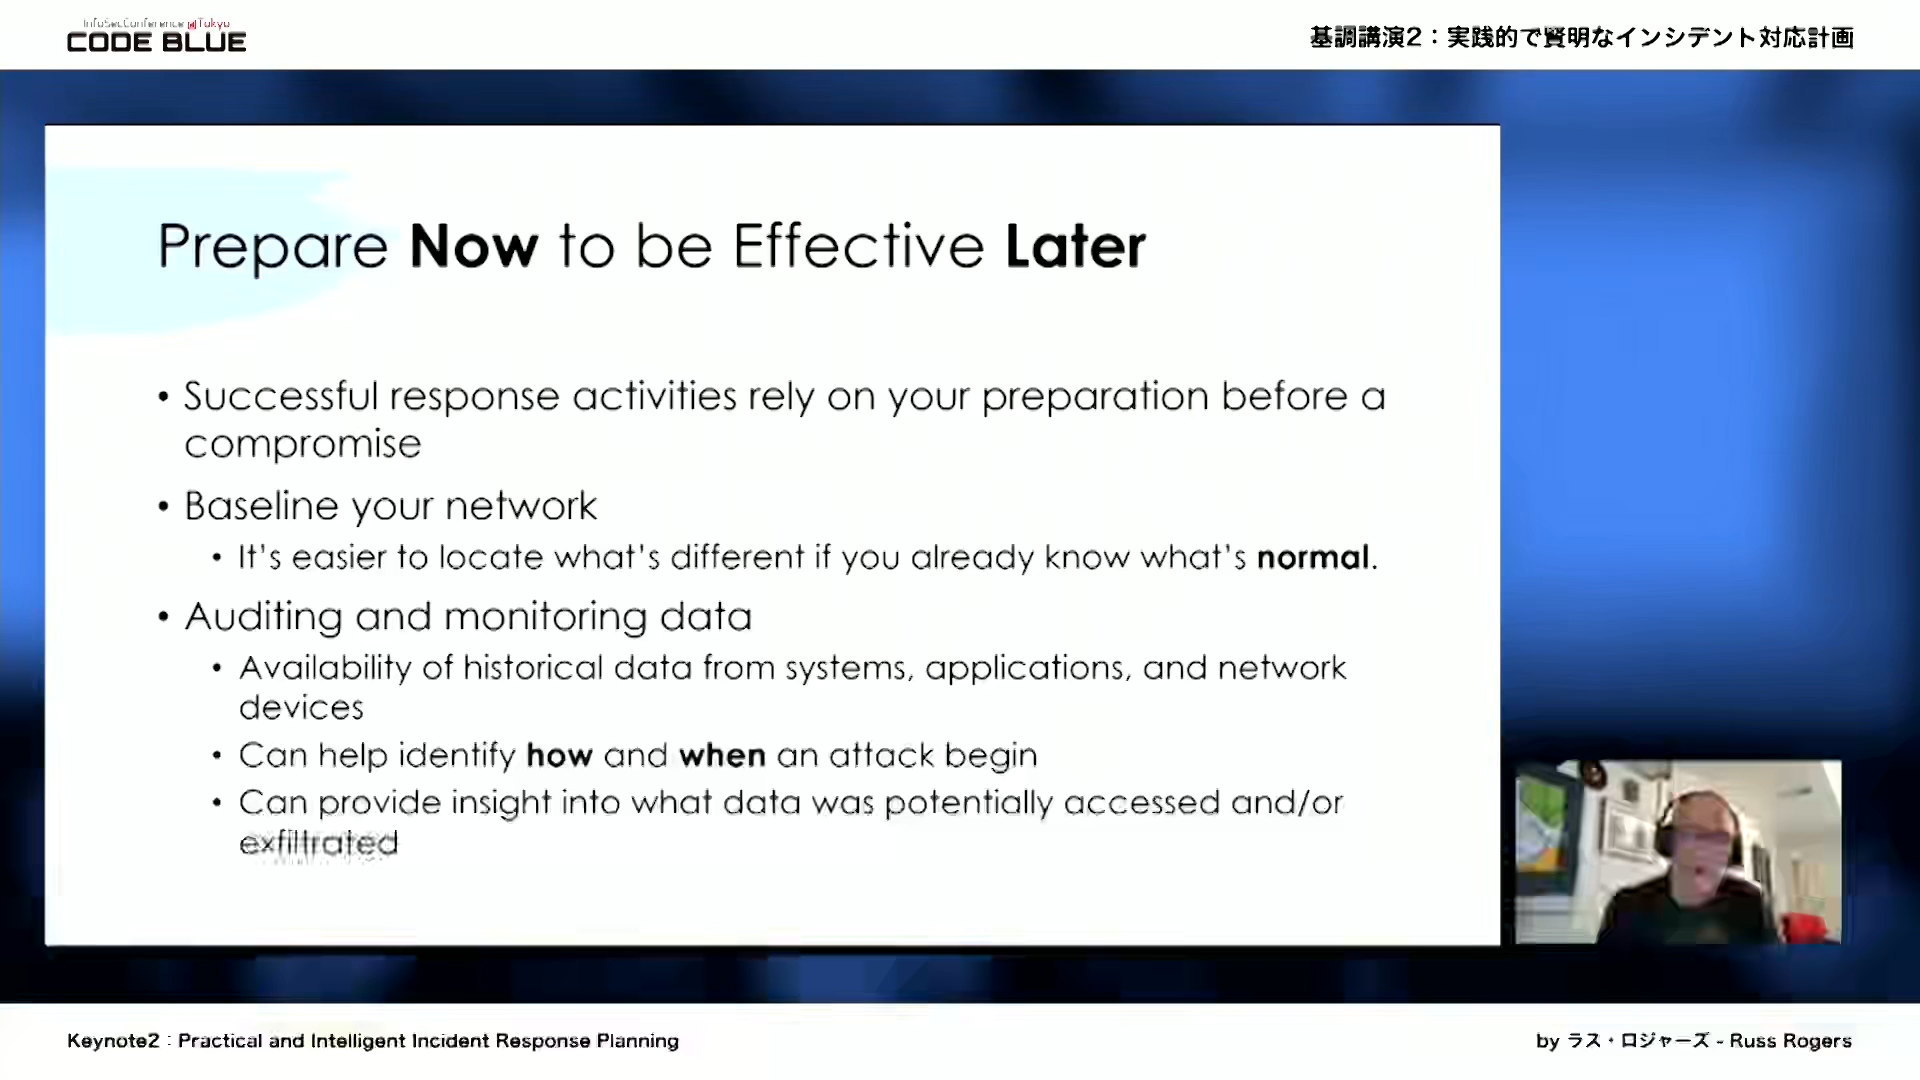 InfoSecConference@Tokyo
CODE BLUE
基調講演2：実践的で賢明なインシデント対応計画
Prepare Now to be Effective Later
• Successful response activities rely on your preparation before a
compromise
• Baseline your network
• It's easier to locate what's different if you already know what's normal.
• Auditing and monitoring data
• Availability of historical data from systems, applications, and network
devices
• Can help identify how and when an attack begin
• Can provide insight into what data was potentially accessed and/or
exfiltrated
Keynote2 : Practical and Intelligent Incident Response Planning
by ラス・ロジャーズ - Russ Rogers